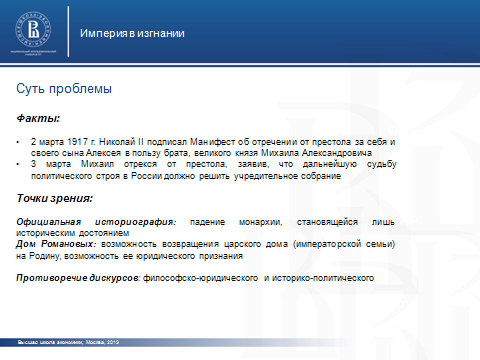 Империя в изгнании
Суть проблемы
Факты:
• 2 марта 1917 г. Николай II подписал Манифест об отречении от престола за себя и
своего сына Алексея в пользу брата, великого князя Михаила Александровича
• 3 марта Михаил отрекся от престола, заявив, что дальнейшую судьбу
политического строя в России должно решить учредительное собрание
Точки зрения:
Официальная историография: падение монархии, становящейся лишь
историческим достоянием
Дом Романовых: возможность возвращения царского дома (императорской семьи)
на Родину, возможность ее юридического признания
Противоречие дискурсов: философско-юридического и историко-политического
Высшая школа экономики, Москва, 2013